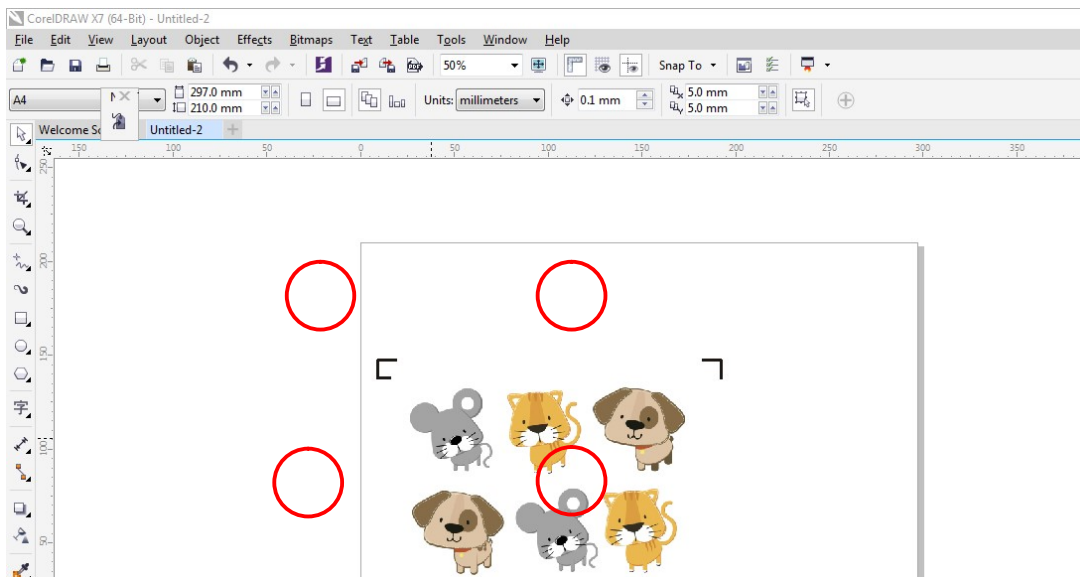 CorelDRAW X7 (64-Bit) - Untitled-2
File Edit View Layout Object Effects Bitmaps Text Table Tools Window Help
50% Snap To
A4 297.0 mm 210.0 mm Units: millimeters 0.1 mm 5.0 mm 5.0 mm
Welcome Sc Untitled-2
150 100 50 0 50 100 150 200 250 300 350
250
200
150
字
100
50